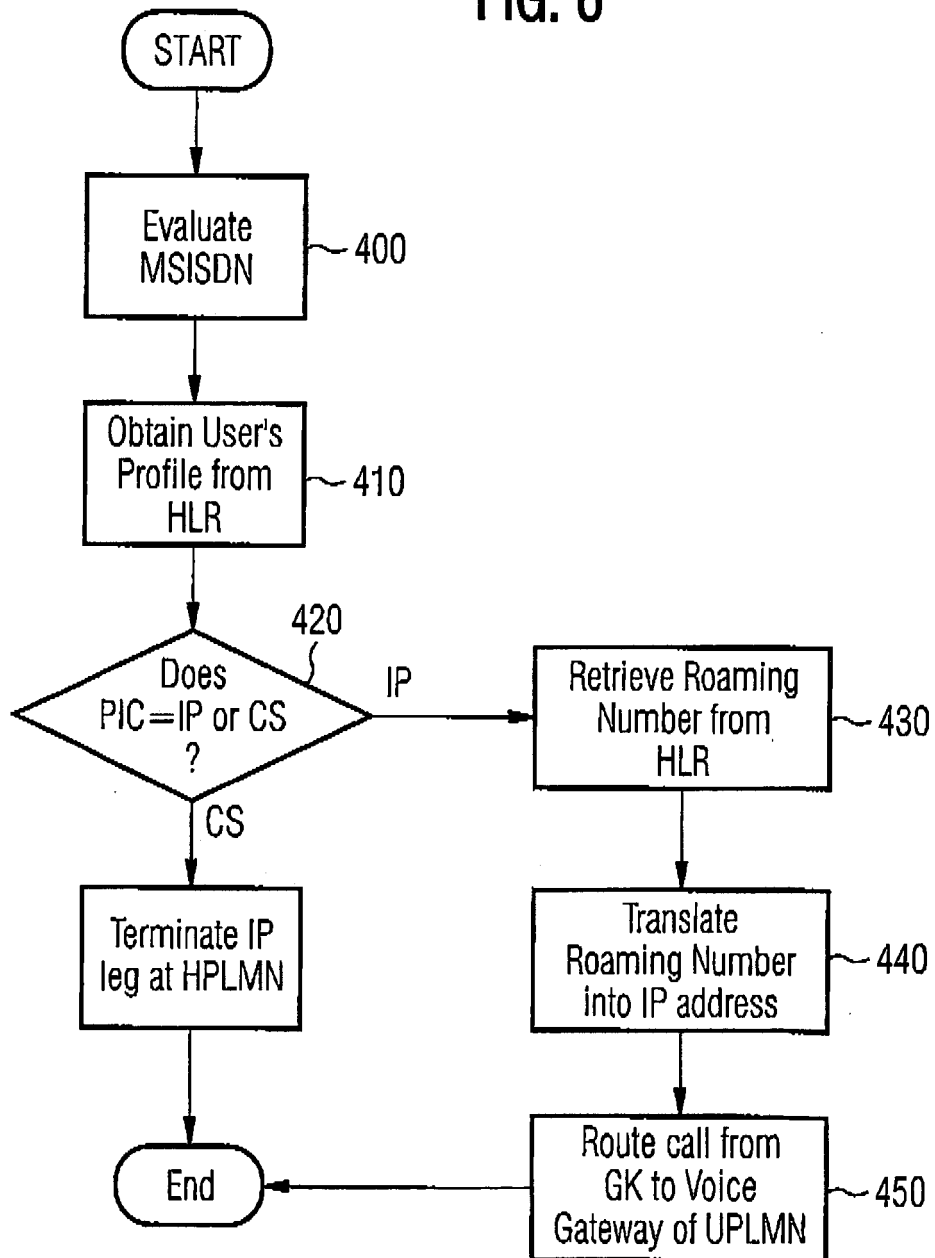 FIG. 6
START
Evaluate
MSISDN
400
Obtain User's
Profile from
HLR
410
420
Does
PIC=IP or CS
?
IP
CS
Retrieve Roaming
Number from
HLR
430
Terminate IP
leg at HPLMN
Translate
Roaming Number
into IP address
440
End
Route call from
GK to Voice
Gateway of UPLMN
450